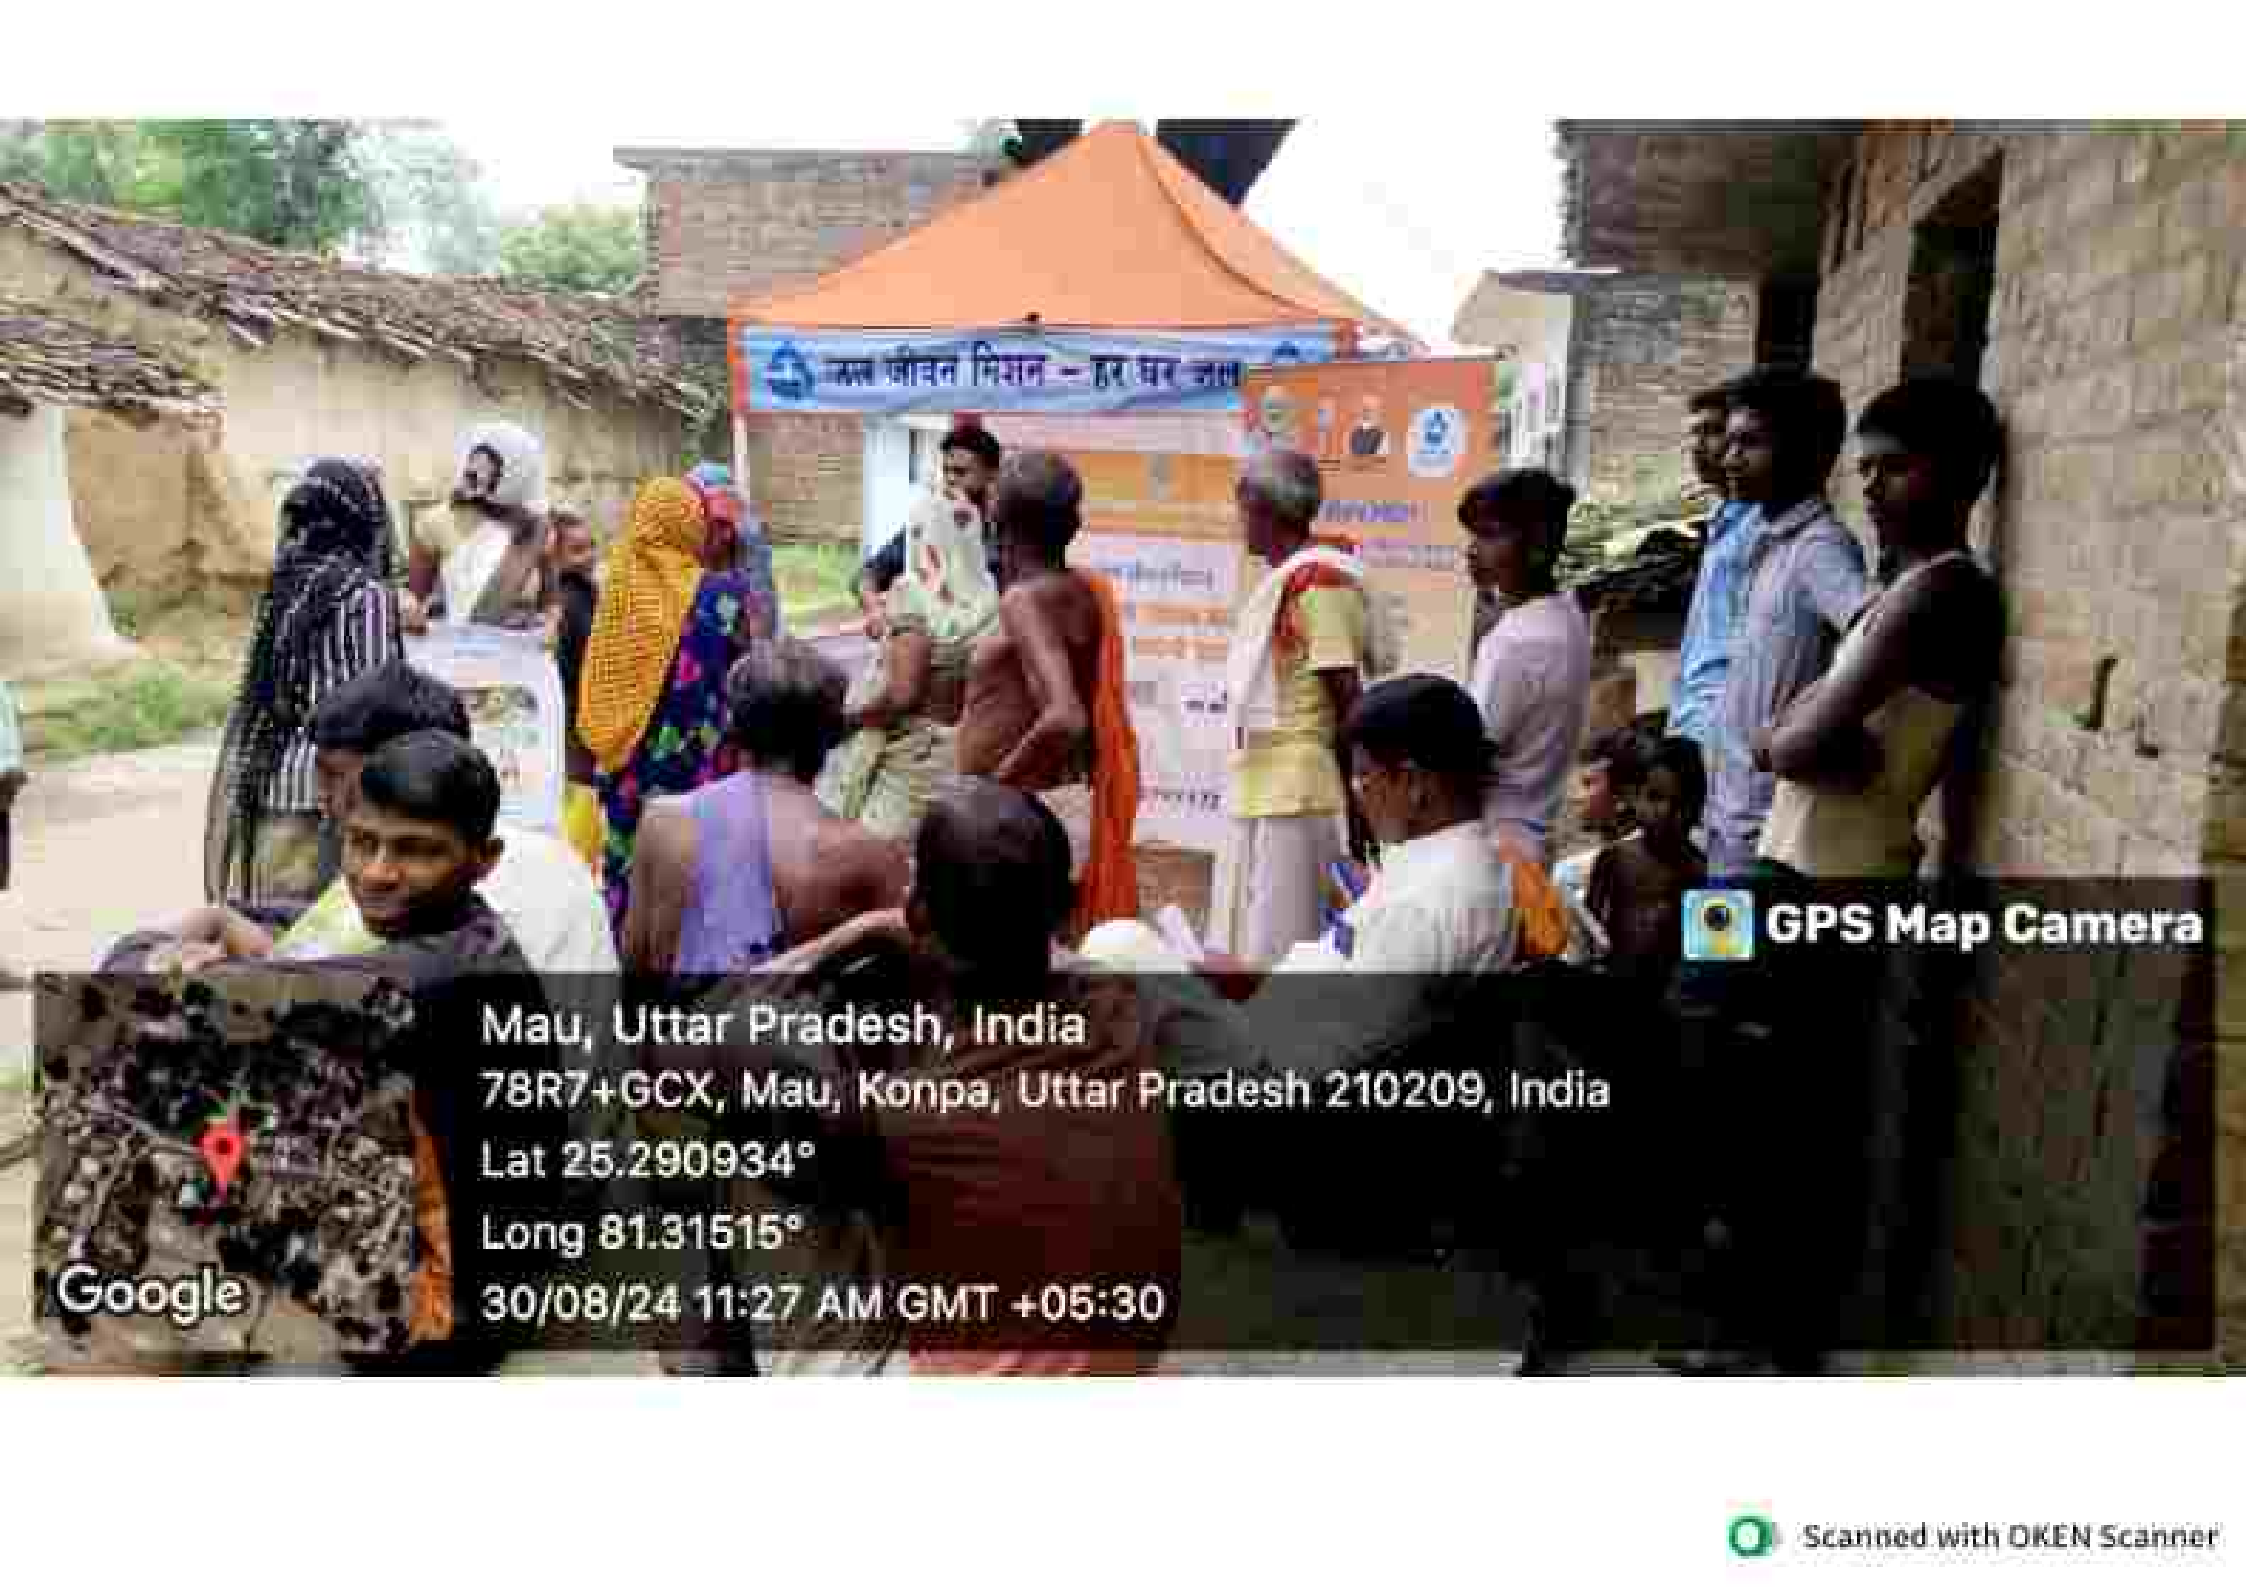 जल जीवन मिशन - हर घर जल
GPS Map Camera
Mau, Uttar Pradesh, India
78R7+GCX, Mau, Konpa, Uttar Pradesh 210209, India
Lat 25.290934°
Long 81.31515°
30/08/24 11:27 AM GMT +05:30
Google
Scanned with OKEN Scanner